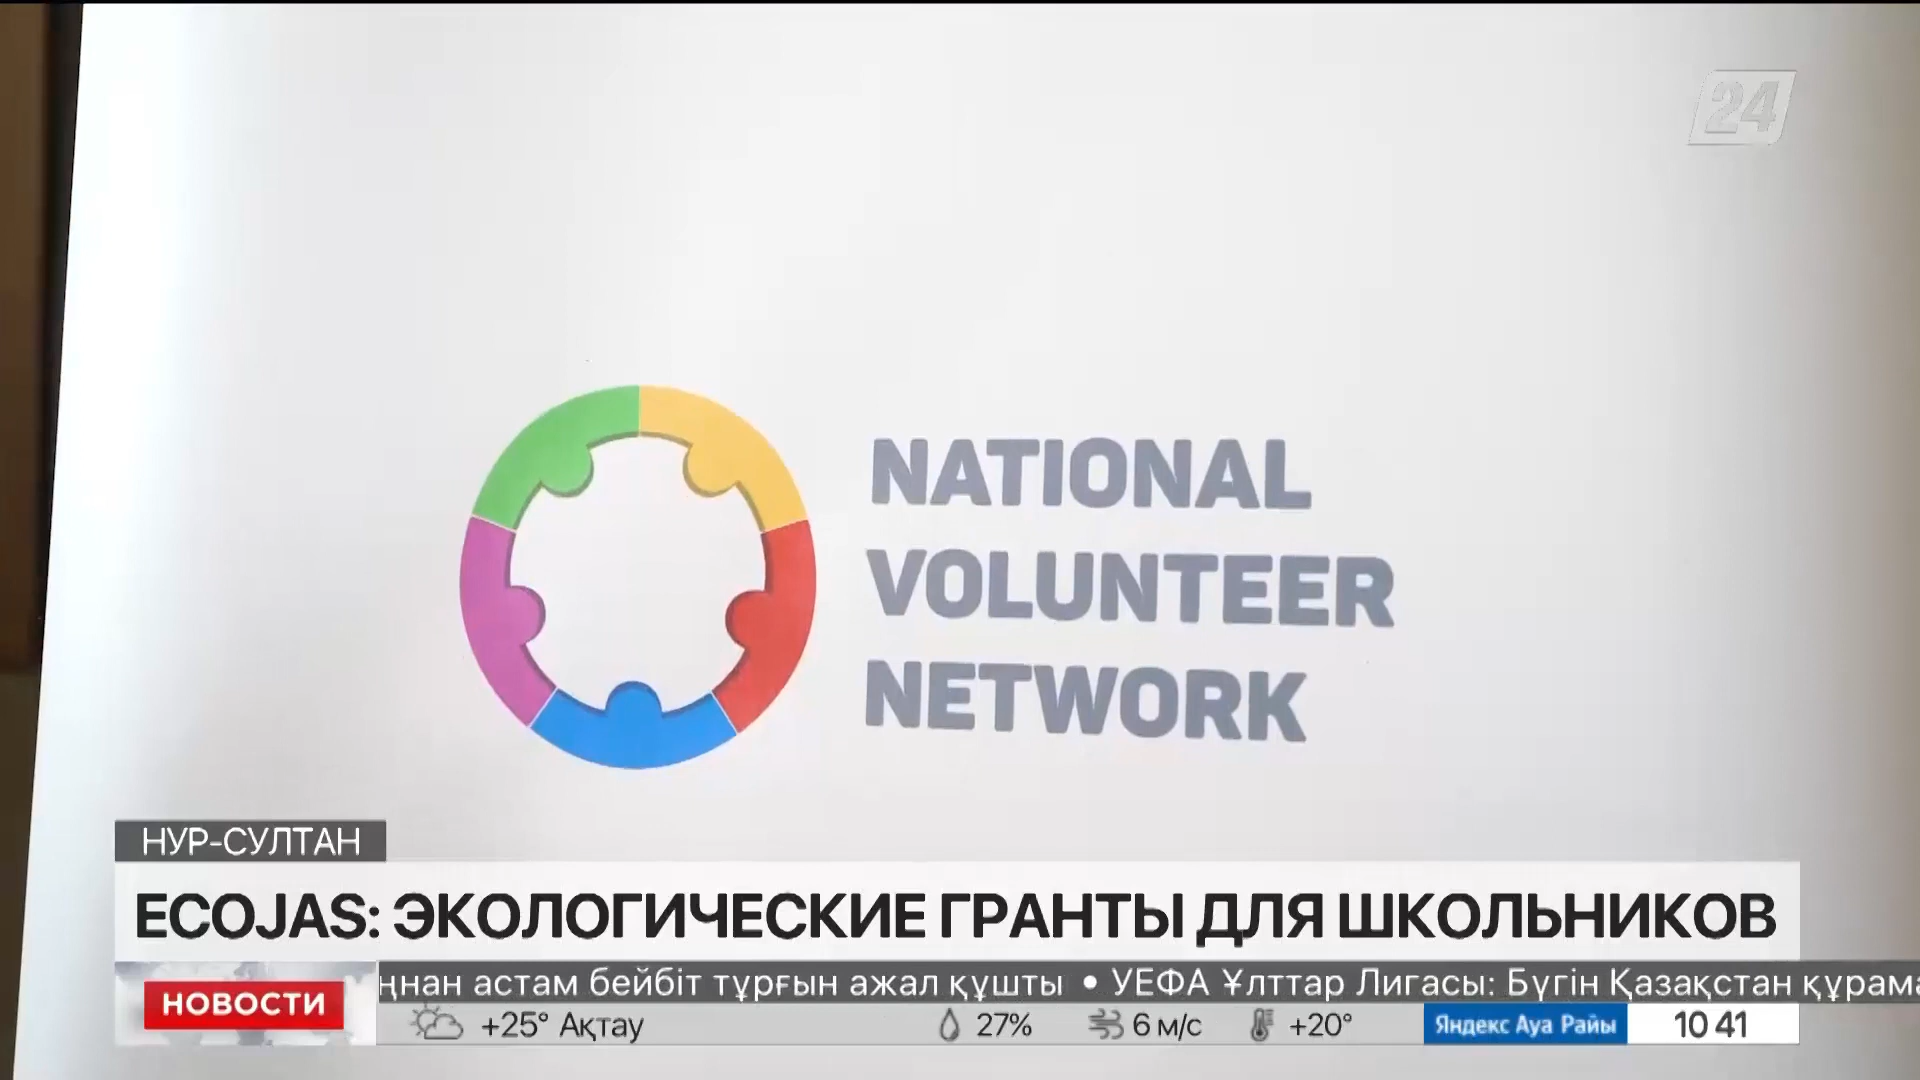 24
NATIONAL
VOLUNTEER
NETWORK
НУР-СУЛТАН
ECOJAS: ЭКОЛОГИЧЕСКИЕ ГРАНТЫ ДЛЯ ШКОЛЬНИКОВ
НОВОСТИ
ңнан астам бейбіт тұрғын ажал құшты • УЕФА Ұлттар Лигасы: Бүгін Қазақстан құрама
+25° Ақтау 27% 6 м/с +20° Яндекс Ауа Райы 10 41